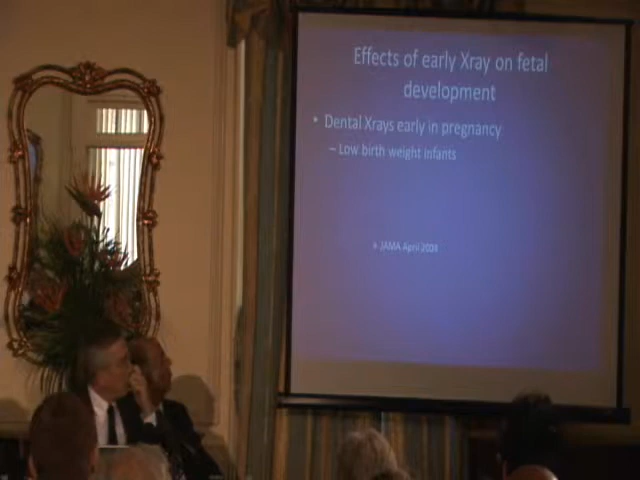 Effects of early Xray on fetal
development
• Dental Xrays early in pregnancy
– Low birth weight infants
JAMA April